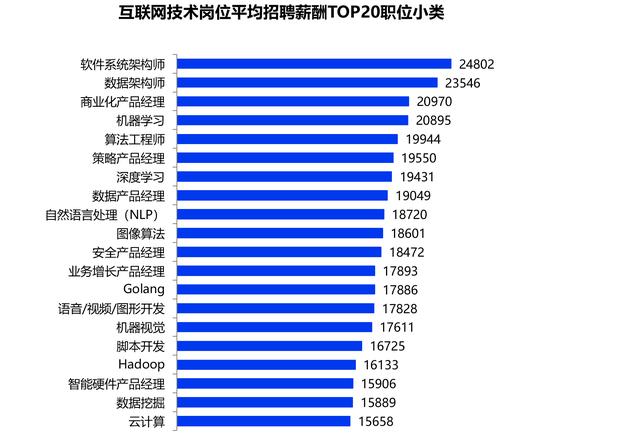 互联网技术岗位平均招聘薪酬TOP20职位小类
软件系统架构师 24802
数据架构师 23546
商业化产品经理 20970
机器学习 20895
算法工程师 19944
策略产品经理 19550
深度学习 19431
数据产品经理 19049
自然语言处理（NLP） 18720
图像算法 18601
安全产品经理 18472
业务增长产品经理 17893
Golang 17886
语音/视频/图形开发 17828
机器视觉 17611
脚本开发 16725
Hadoop 16133
智能硬件产品经理 15906
数据挖掘 15889
云计算 15658